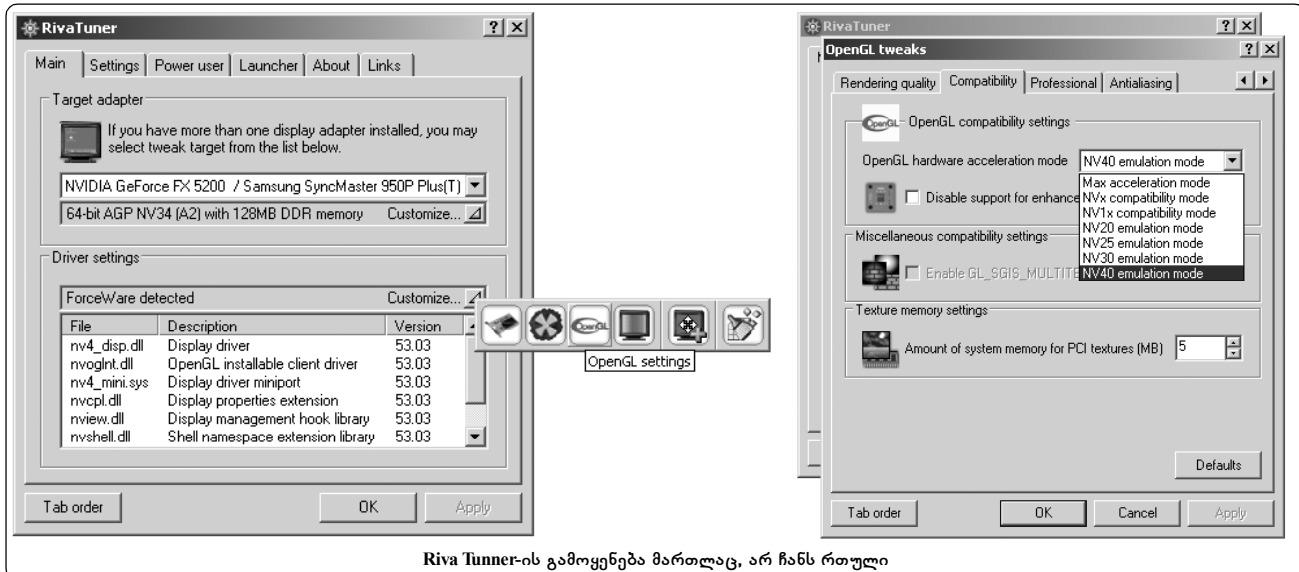 RivaTuner
Main Settings Power user Launcher About Links
Target adapter
If you have more than one display adapter installed, you may
select tweak target from the list below.
NVIDIA GeForce FX 5200 / Samsung SyncMaster 950P Plus(T)
64-bit AGP NV34 (A2) with 128MB DDR memory Customize...
Driver settings
ForceWare detected Customize...
File Description Version
nv4_disp.dll Display driver 53.03
nvoglnt.dll OpenGL installable client driver 53.03
nv4_mini.sys Display driver miniport 53.03
nvcpl.dll Display properties extension 53.03
nview.dll Display management hook library 53.03
nvshell.dll Shell namespace extension library 53.03
Tab order OK Apply
OpenGL
OpenGL settings
RivaTuner
OpenGL tweaks
Rendering quality Compatibility Professional Antialiasing
OpenGL
OpenGL compatibility settings
OpenGL hardware acceleration mode NV40 emulation mode
Max acceleration mode
NVx compatibility mode
NV1x compatibility mode
NV20 emulation mode
NV25 emulation mode
NV30 emulation mode
NV40 emulation mode
Disable support for enhance
Miscellaneous compatibility settings
Enable GL_SGIS_MULTITE
Texture memory settings
Amount of system memory for PCI textures (MB) 5
Defaults
Tab order OK Cancel Apply
Riva Tunner-ის გამოყენება მართლაც, არ ჩანს რთული